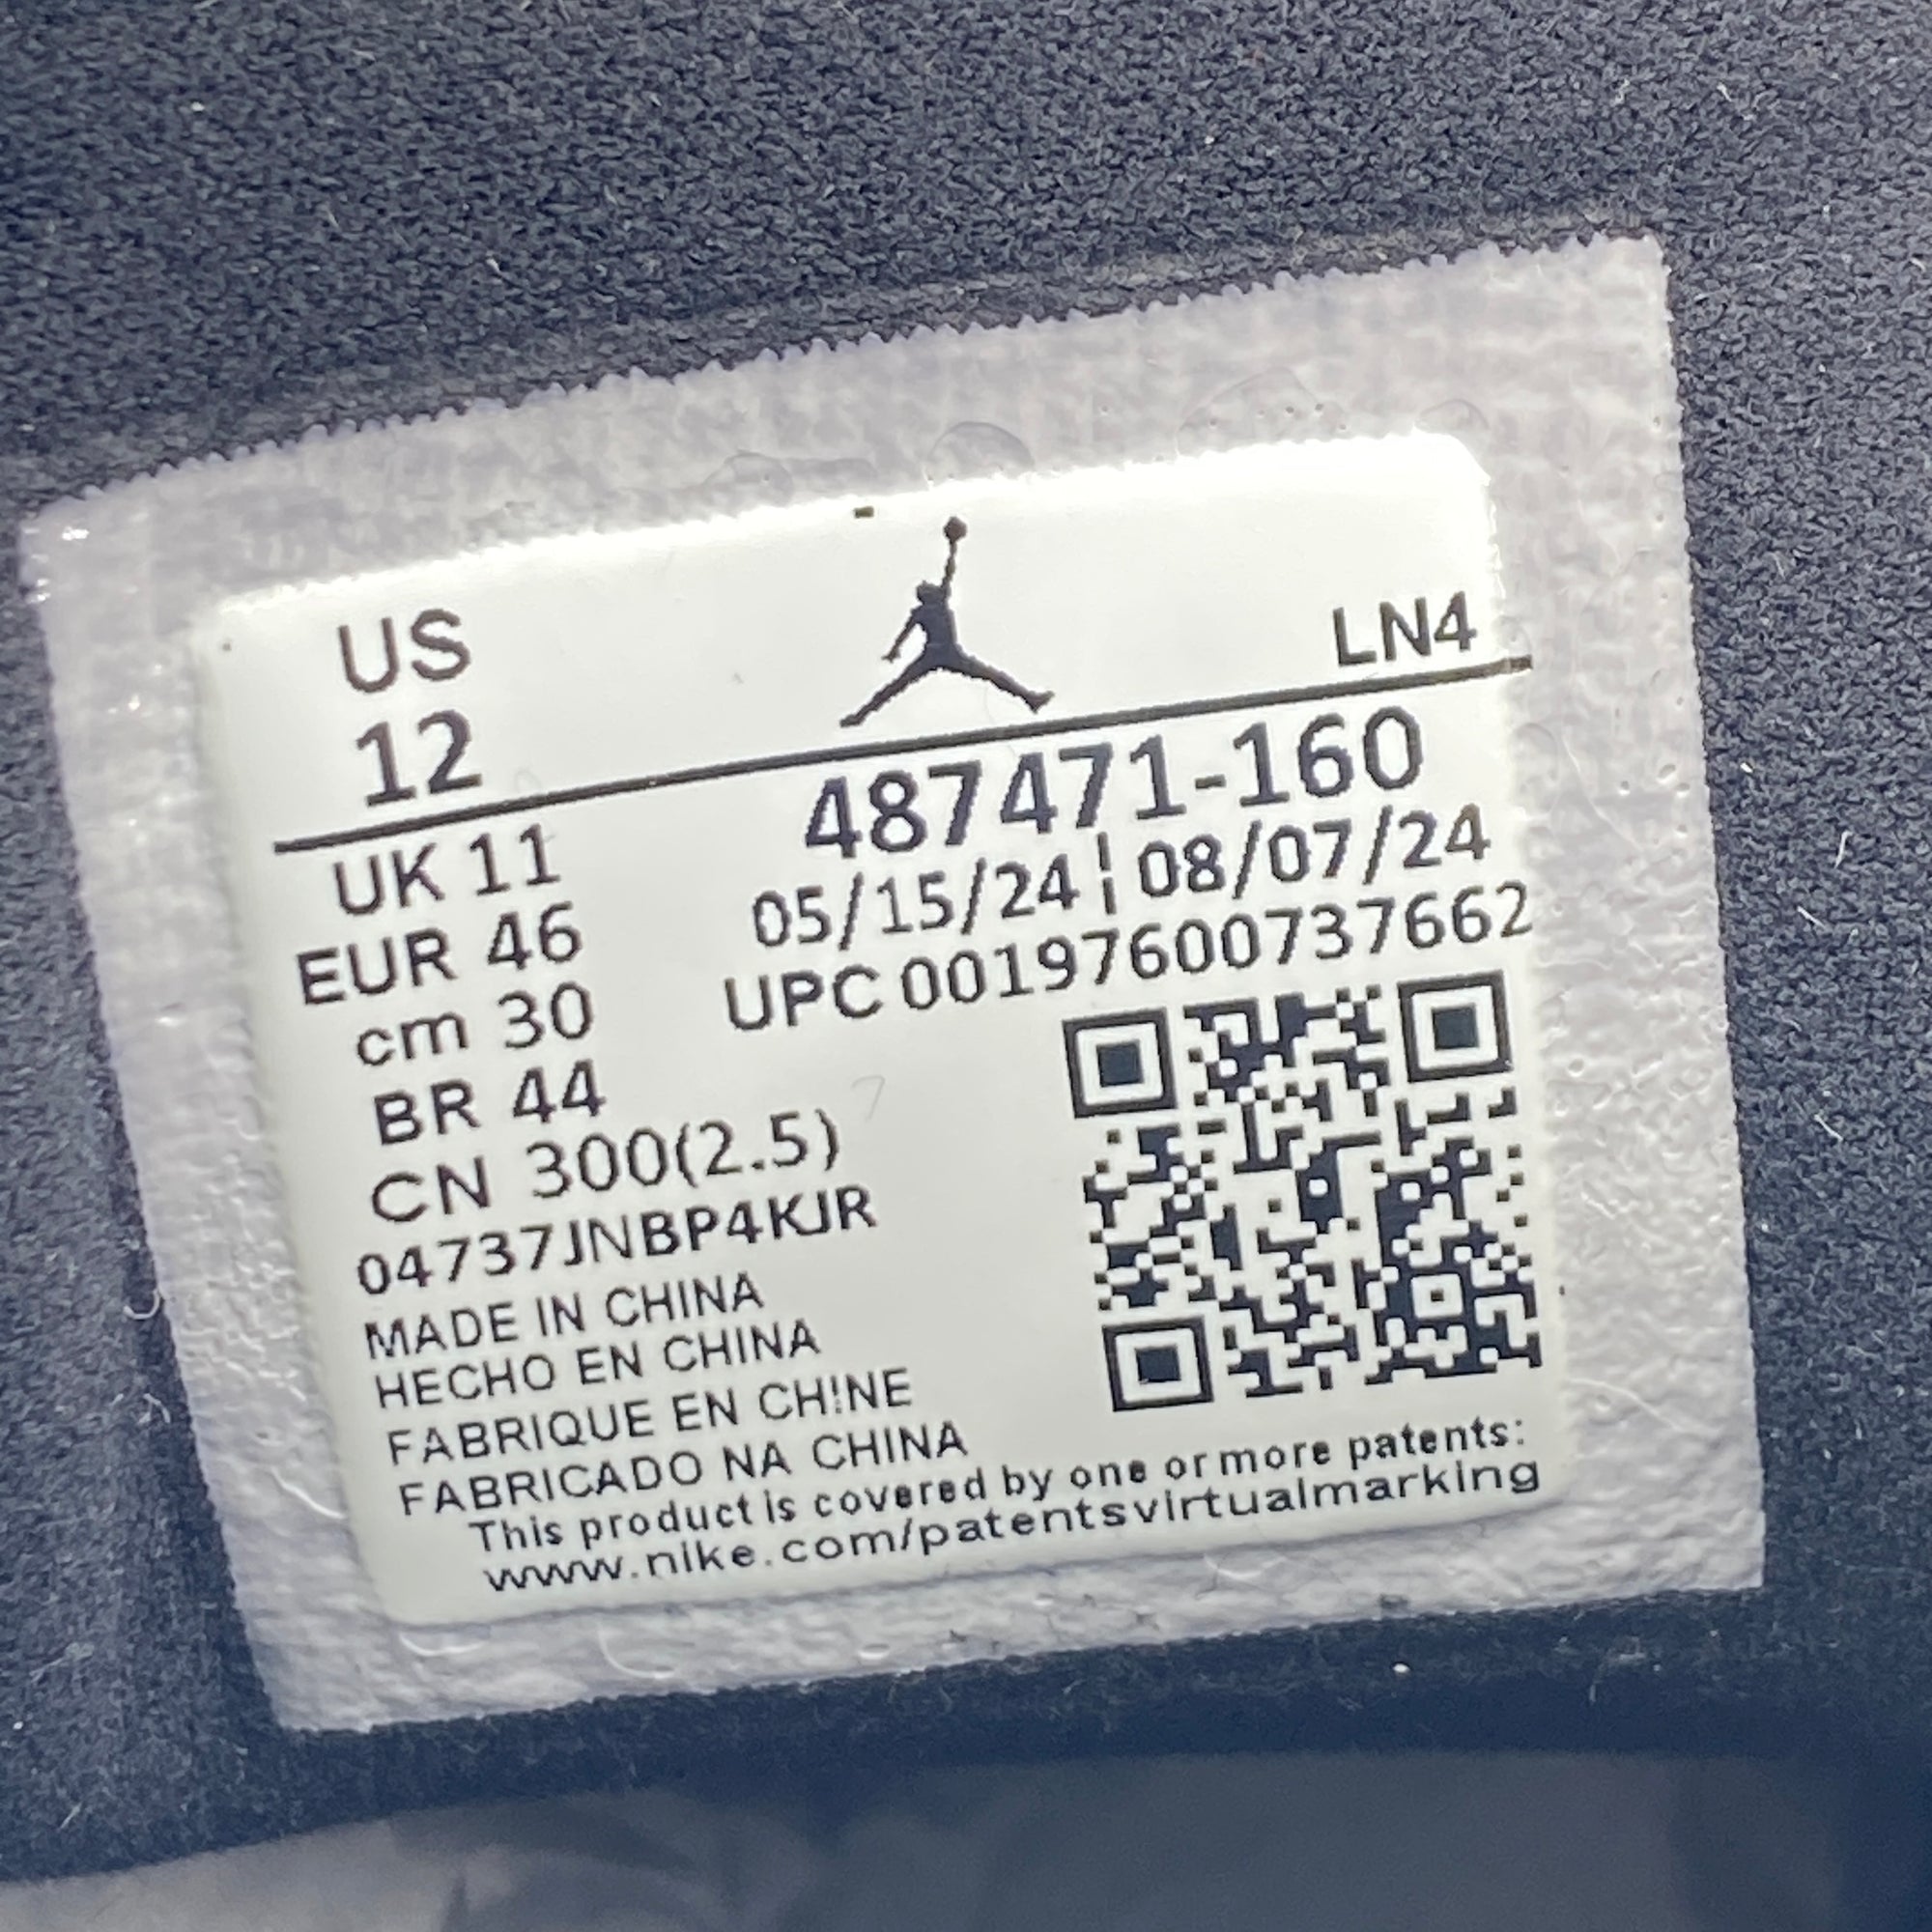 US
12
LN4
487471-160
05/15/24¦08/07/24
UPC 00197600737662
UK 11
EUR 46
cm 30
BR 44
CN 300(2.5)
04737JNBP4KJR
MADE IN CHINA
HECHO EN CHINA
FABRIQUE EN CH!NE
FABRICADO NA CHINA
This product is covered by one or more patents:
www.nike.com/patentsvirtualmarking